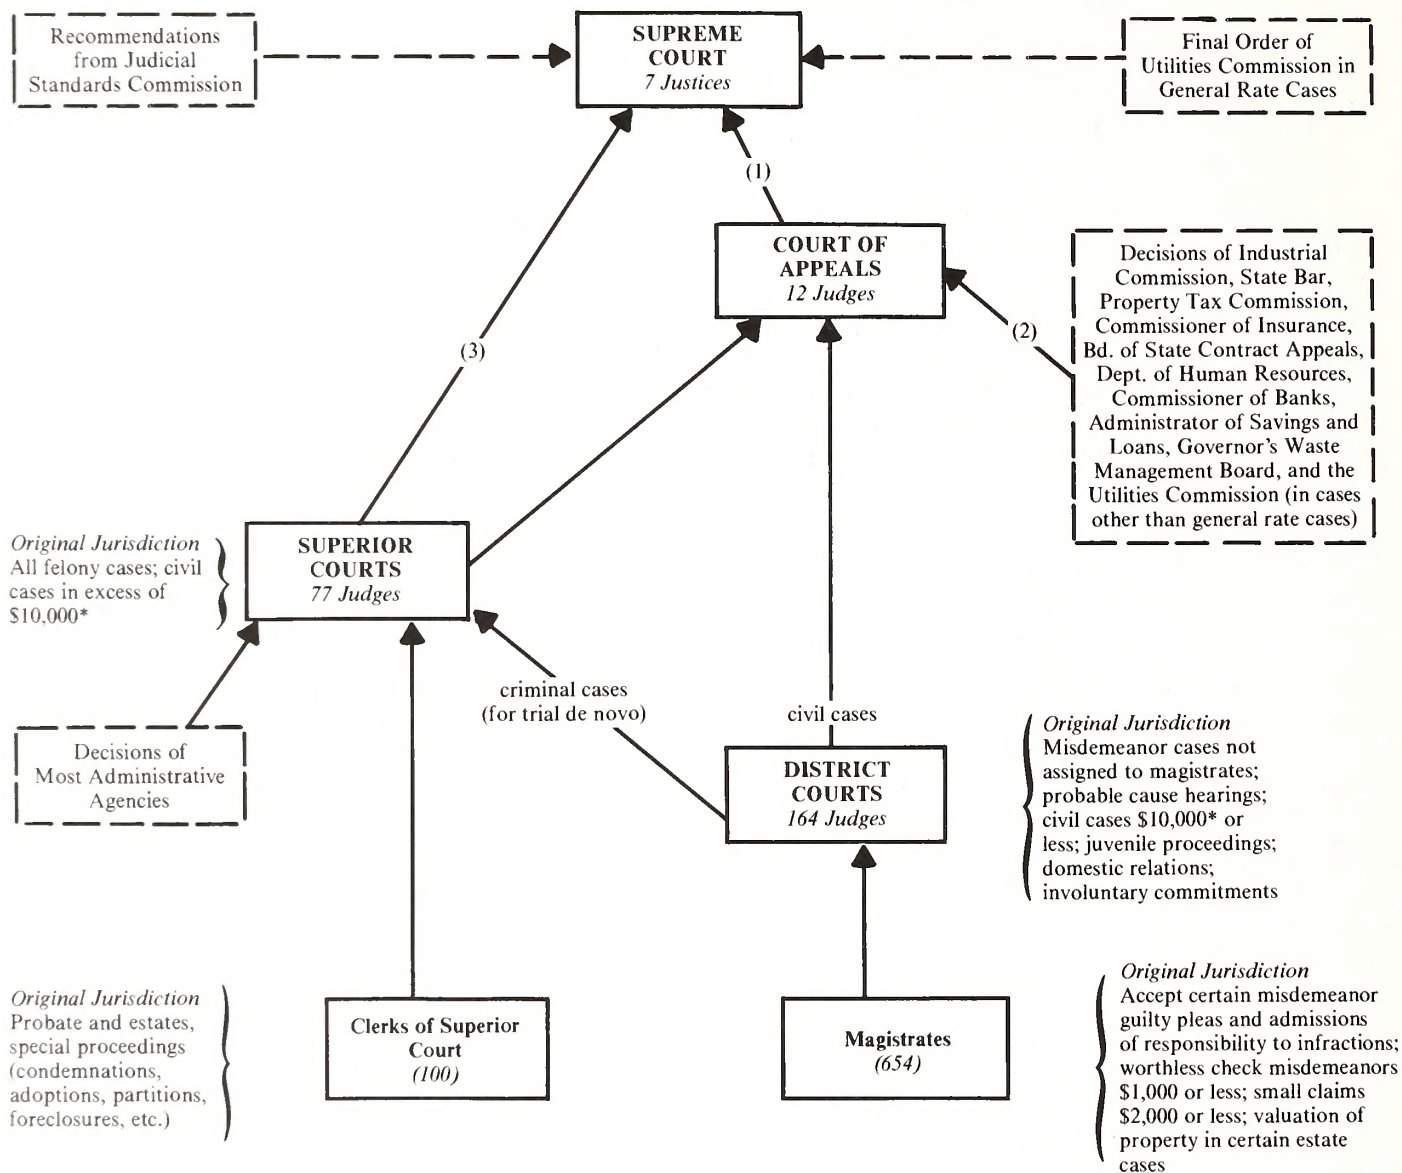 Recommendations
from Judicial
Standards Commission
SUPREME
COURT
7 Justices
Final Order of
Utilities Commission in
General Rate Cases
(1)
COURT OF
APPEALS
12 Judges
(2)
Decisions of Industrial
Commission, State Bar,
Property Tax Commission,
Commissioner of Insurance,
Bd. of State Contract Appeals,
Dept. of Human Resources,
Commissioner of Banks,
Administrator of Savings and
Loans, Governor's Waste
Management Board, and the
Utilities Commission (in cases
other than general rate cases)
(3)
Original Jurisdiction
All felony cases; civil
cases in excess of
$10,000*
SUPERIOR
COURTS
77 Judges
criminal cases
(for trial de novo)
civil cases
Decisions of
Most Administrative
Agencies
DISTRICT
COURTS
164 Judges
Original Jurisdiction
Misdemeanor cases not
assigned to magistrates;
probable cause hearings;
civil cases $10,000* or
less; juvenile proceedings;
domestic relations;
involuntary commitments
Original Jurisdiction
Probate and estates,
special proceedings
(condemnations,
adoptions, partitions,
foreclosures, etc.)
Clerks of Superior
Court
(100)
Magistrates
(654)
Original Jurisdiction
Accept certain misdemeanor
guilty pleas and admissions
of responsibility to infractions;
worthless check misdemeanors
$1,000 or less; small claims
$2,000 or less; valuation of
property in certain estate
cases